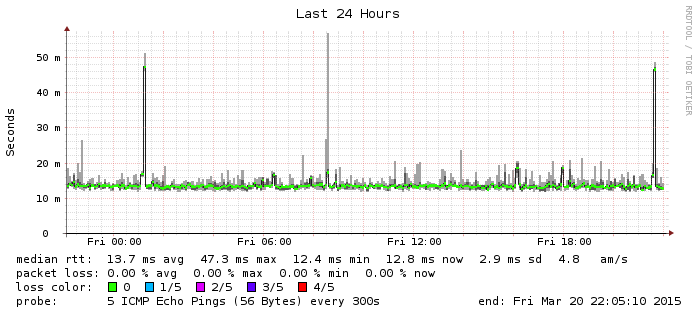 Last 24 Hours
RRDTOOL / TOBI OETIKER
Seconds
50 m
40 m
30 m
20 m
10 m
0
Fri 00:00 Fri 06:00 Fri 12:00 Fri 18:00
median rtt: 13.7 ms avg 47.3 ms max 12.4 ms min 12.8 ms now 2.9 ms sd 4.8 am/s
packet loss: 0.00 % avg 0.00 % max 0.00 % min 0.00 % now
loss color: 0 1/5 2/5 3/5 4/5
probe: 5 ICMP Echo Pings (56 Bytes) every 300s end: Fri Mar 20 22:05:10 2015